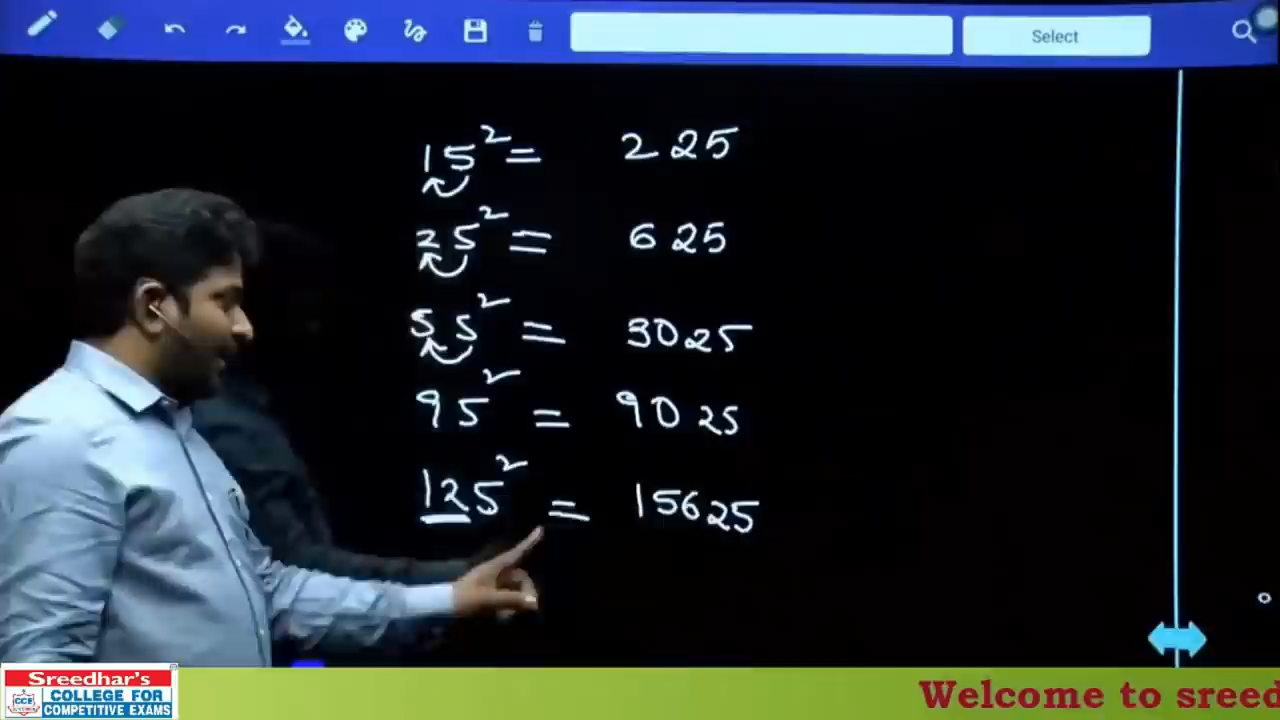 Select
15² = 225
25² = 625
55² = 3025
95² = 9025
125² = 15625
Sreedhar's
CCE
COLLEGE FOR
COMPETITIVE EXAMS
Welcome to sreed